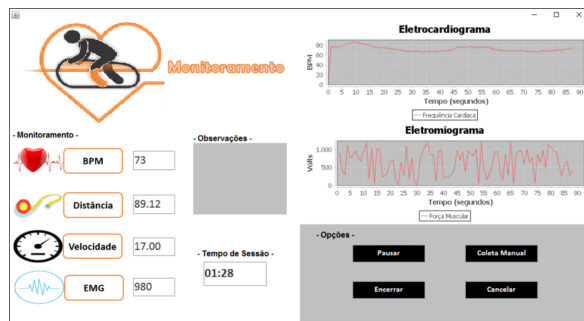 Monitoramento
- Monitoramento -
BPM
73
Distância
89.12
Velocidade
17.00
EMG
980
- Observações -
- Tempo de Sessão -
01:28
Eletrocardiograma
BPM
80
60
40
20
0
0 5 10 15 20 25 30 35 40 45 50 55 60 65 70 75 80 85 90
Tempo (segundos)
Frequência Cardíaca
Eletromiograma
Volts
1.000
500
0
0 5 10 15 20 25 30 35 40 45 50 55 60 65 70 75 80 85 90
Tempo (segundos)
Força Muscular
- Opções -
Pausar
Coleta Manual
Encerrar
Cancelar